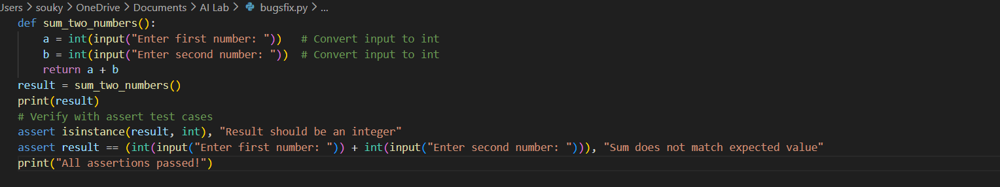 Users > souky > OneDrive > Documents > AI Lab > bugsfix.py > ...
def sum_two_numbers():
    a = int(input("Enter first number: "))   # Convert input to int
    b = int(input("Enter second number: "))  # Convert input to int
    return a + b
result = sum_two_numbers()
print(result)
# Verify with assert test cases
assert isinstance(result, int), "Result should be an integer"
assert result == (int(input("Enter first number: ")) + int(input("Enter second number: "))), "Sum does not match expected value"
print("All assertions passed!")